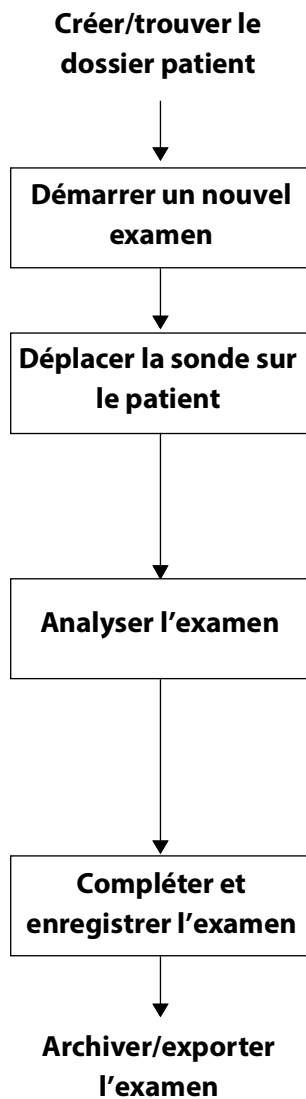 Créer/trouver le
dossier patient
Démarrer un nouvel
examen
Déplacer la sonde sur
le patient
Analyser l’examen
Compléter et
enregistrer l’examen
Archiver/exporter
l’examen